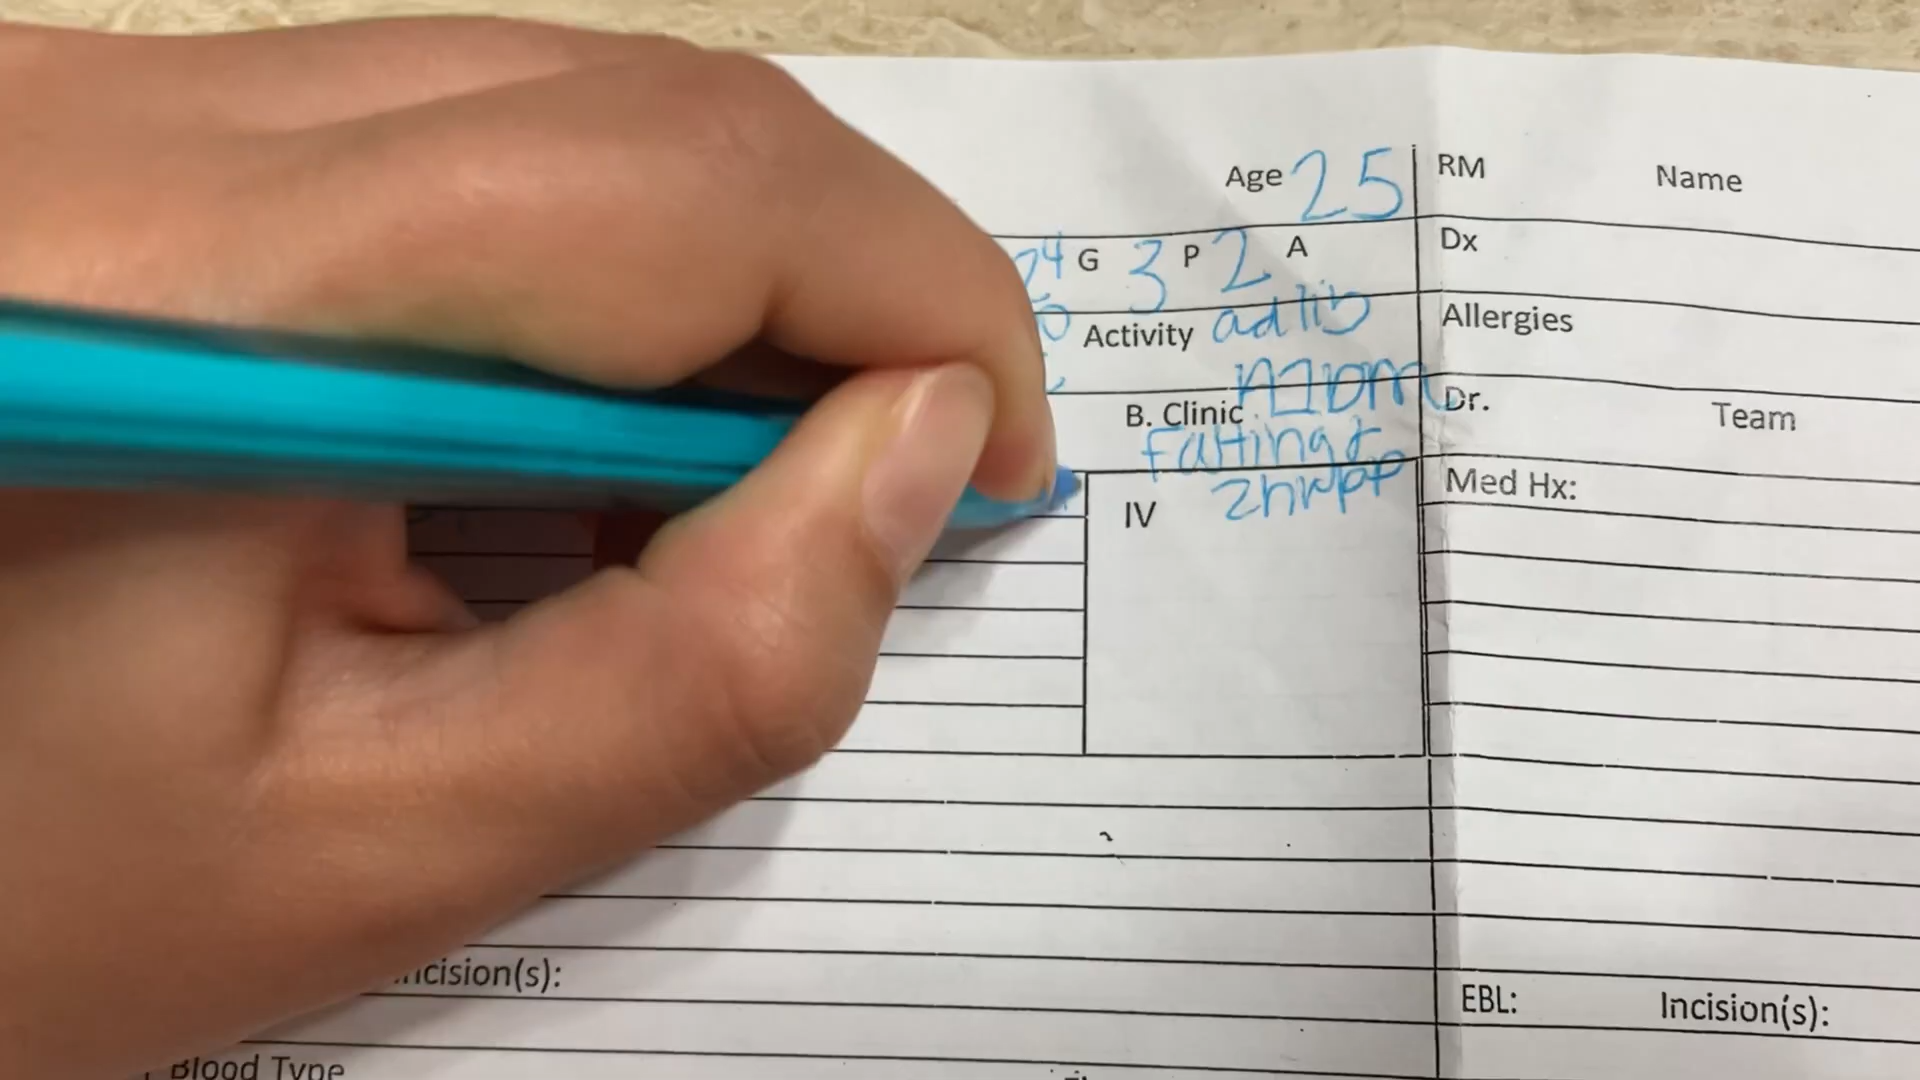 Age 25 RM Name
24 G 3 P 2 A Dx
Activity ad lib Allergies
B. Clinic Dr. Team
Fasting &
IV 2hr pp Med Hx:
EBL: Incision(s):
Blood Type